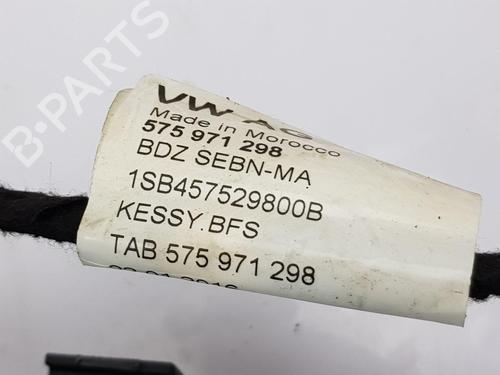 B-PARTS
VW AG
Made in Morocco
575 971 298
BDZ SEBN-MA
1SB457529800B
KESSY.BFS
TAB 575 971 298